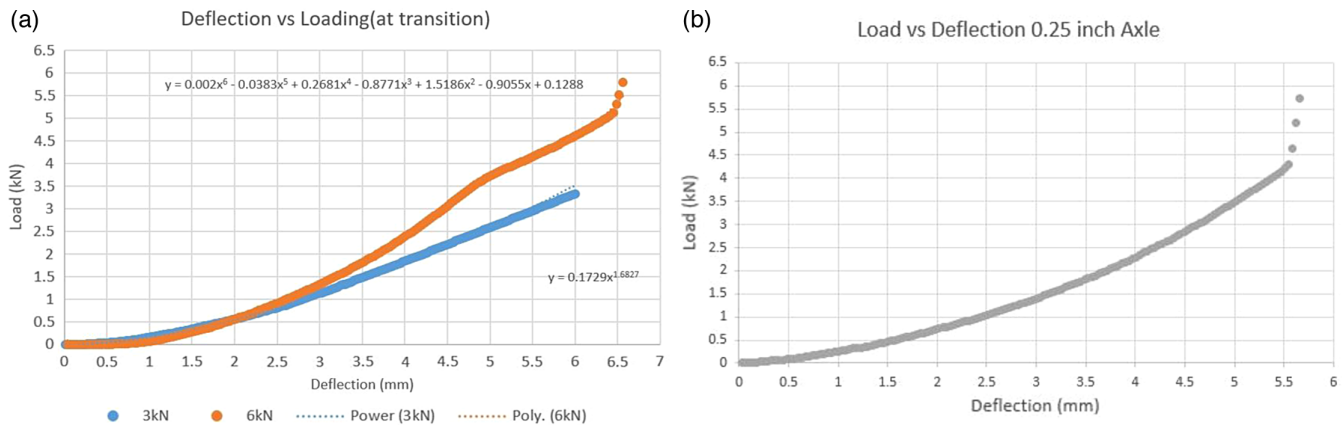 (a)
Deflection vs Loading(at transition)
6.5
6
5.5
5
4.5
4
3.5
3
2.5
2
1.5
1
0.5
0
Load (kN)
y = 0.002x⁶ - 0.0383x⁵ + 0.2681x⁴ - 0.8771x³ + 1.5186x² - 0.9055x + 0.1288
y = 0.1729x¹·⁶⁸²⁷
0 0.5 1 1.5 2 2.5 3 3.5 4 4.5 5 5.5 6 6.5 7
Deflection (mm)
3kN 6kN Power (3kN) Poly. (6kN)
(b)
Load vs Deflection 0.25 inch Axle
6.5
6
5.5
5
4.5
4
3.5
3
2.5
2
1.5
1
0.5
0
Load (kN)
0 0.5 1 1.5 2 2.5 3 3.5 4 4.5 5 5.5 6
Deflection (mm)